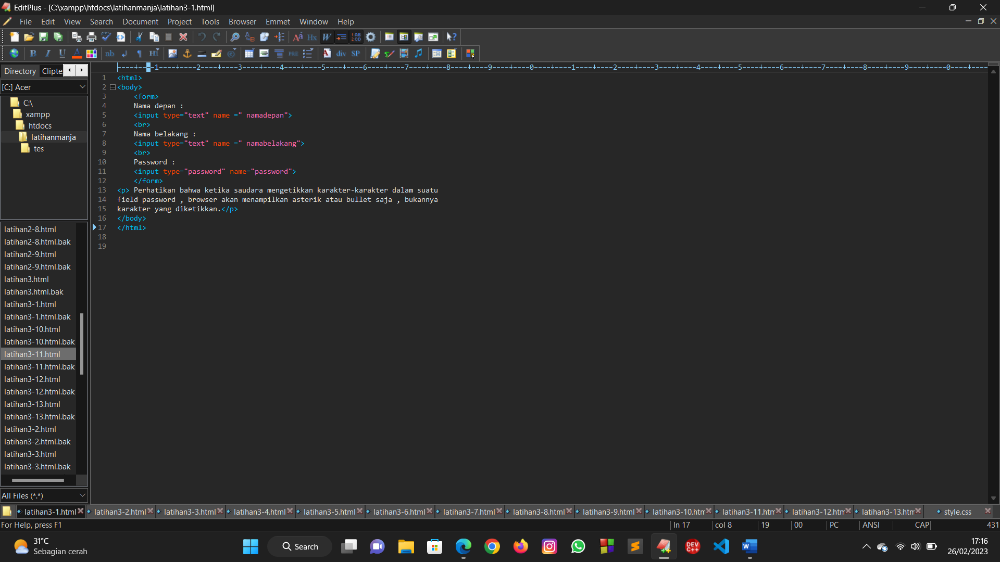 EditPlus - [C:\xampp\htdocs\latihanmanja\latihan3-1.html]
File Edit View Search Document Project Tools Browser Emmet Window Help
Directory Clipte
[C:] Acer
C:\
xampp
htdocs
latihanmanja
tes
1 <html>
2 <body>
3 <form>
4 Nama depan :
5 <input type="text" name =" namadepan">
6 <br>
7 Nama belakang :
8 <input type="text" name =" namabelakang">
9 <br>
10 Password :
11 <input type="password" name="password">
12 </form>
13 <p> Perhatikan bahwa ketika saudara mengetikkan karakter-karakter dalam suatu
14 field password , browser akan menampilkan asterik atau bullet saja , bukannya
15 karakter yang diketikkan.</p>
16 </body>
17 </html>
18
19
latihan2-8.html
latihan2-8.html.bak
latihan2-9.html
latihan2-9.html.bak
latihan3.html
latihan3.html.bak
latihan3-1.html
latihan3-1.html.bak
latihan3-10.html
latihan3-10.html.bak
latihan3-11.html
latihan3-11.html.bak
latihan3-12.html
latihan3-12.html.bak
latihan3-13.html
latihan3-13.html.bak
latihan3-2.html
latihan3-2.html.bak
latihan3-3.html
latihan3-3.html.bak
All Files (*.*)
latihan3-1.html latihan3-2.html latihan3-3.html latihan3-4.html latihan3-5.html latihan3-6.html latihan3-7.html latihan3-8.html latihan3-9.html latihan3-10.htm latihan3-11.htm latihan3-12.htm latihan3-13.htm style.css
For Help, press F1 ln 17 col 8 19 00 PC ANSI CAP 431
31°C
Sebagian cerah
Search
17:16
26/02/2023